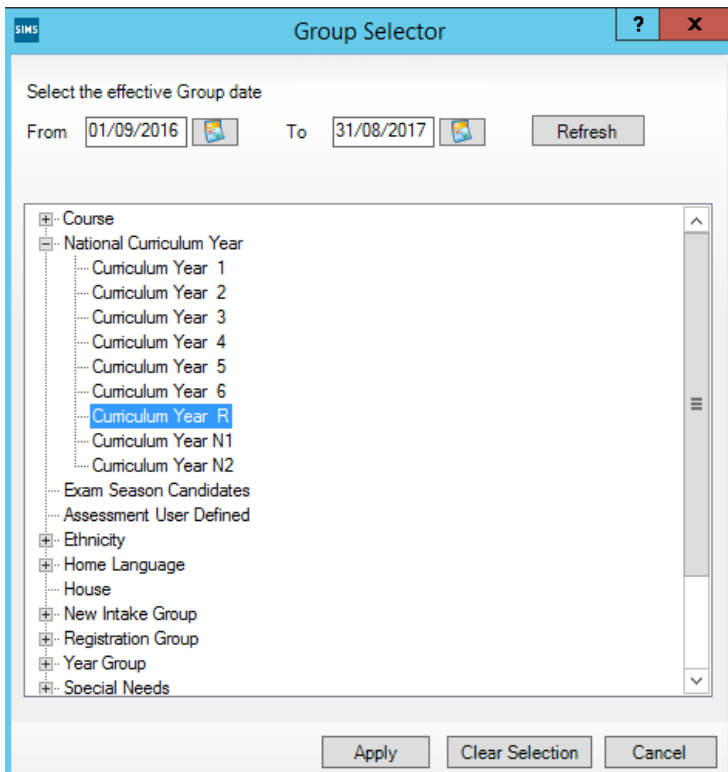 SIMS Group Selector ? x
Select the effective Group date
From 01/09/2016 To 31/08/2017 Refresh
Course
National Curriculum Year
Curriculum Year 1
Curriculum Year 2
Curriculum Year 3
Curriculum Year 4
Curriculum Year 5
Curriculum Year 6
Curriculum Year R
Curriculum Year N1
Curriculum Year N2
Exam Season Candidates
Assessment User Defined
Ethnicity
Home Language
House
New Intake Group
Registration Group
Year Group
Special Needs
Apply Clear Selection Cancel